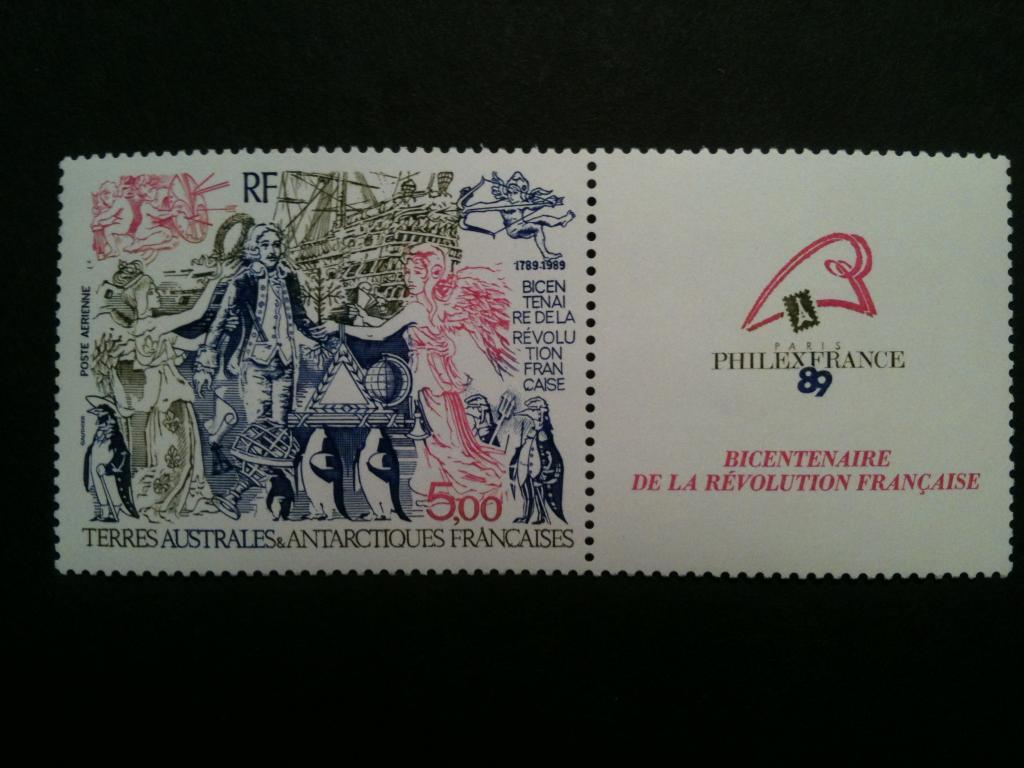 RF
1789-1989
BICEN
TENAI
RE DE LA
RÉVOLU
TION
FRAN
CAISE
POSTE AERIENNE
GAUTHIER
5,00
TERRES AUSTRALES & ANTARCTIQUES FRANCAISES
PARIS
PHILEXFRANCE
89
BICENTENAIRE
DE LA RÉVOLUTION FRANÇAISE